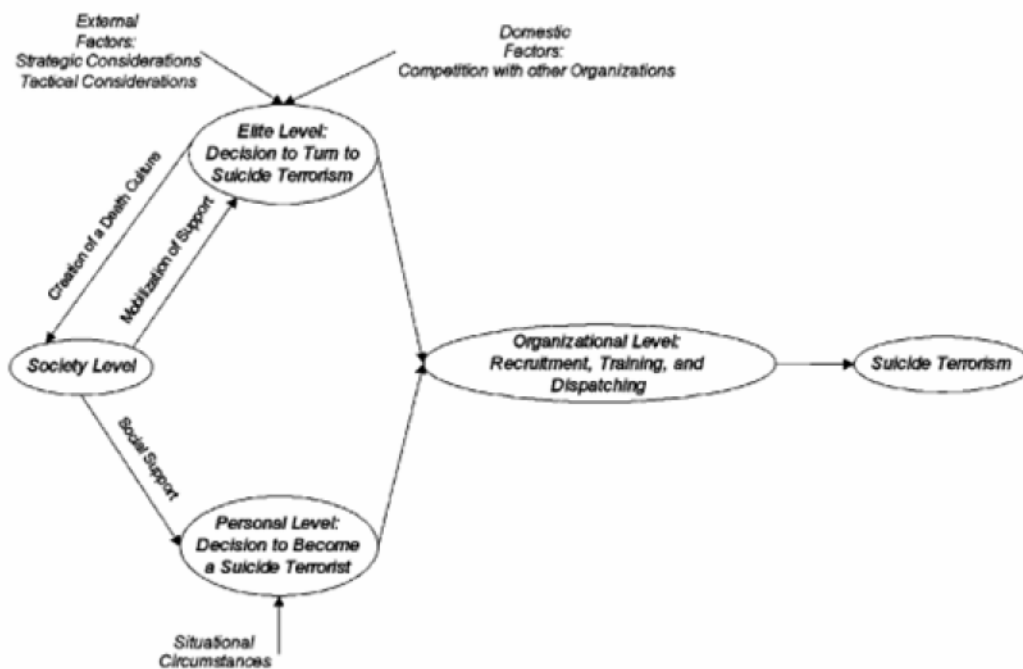 External
Factors:
Strategic Considerations
Tactical Considerations
Domestic
Factors:
Competition with other Organizations
Elite Level:
Decision to Turn to
Suicide Terrorism
Creation of a Death Culture
Mobilization of Support
Society Level
Organizational Level:
Recruitment, Training, and
Dispatching
Suicide Terrorism
Social Support
Personal Level:
Decision to Become
a Suicide Terrorist
Situational
Circumstances